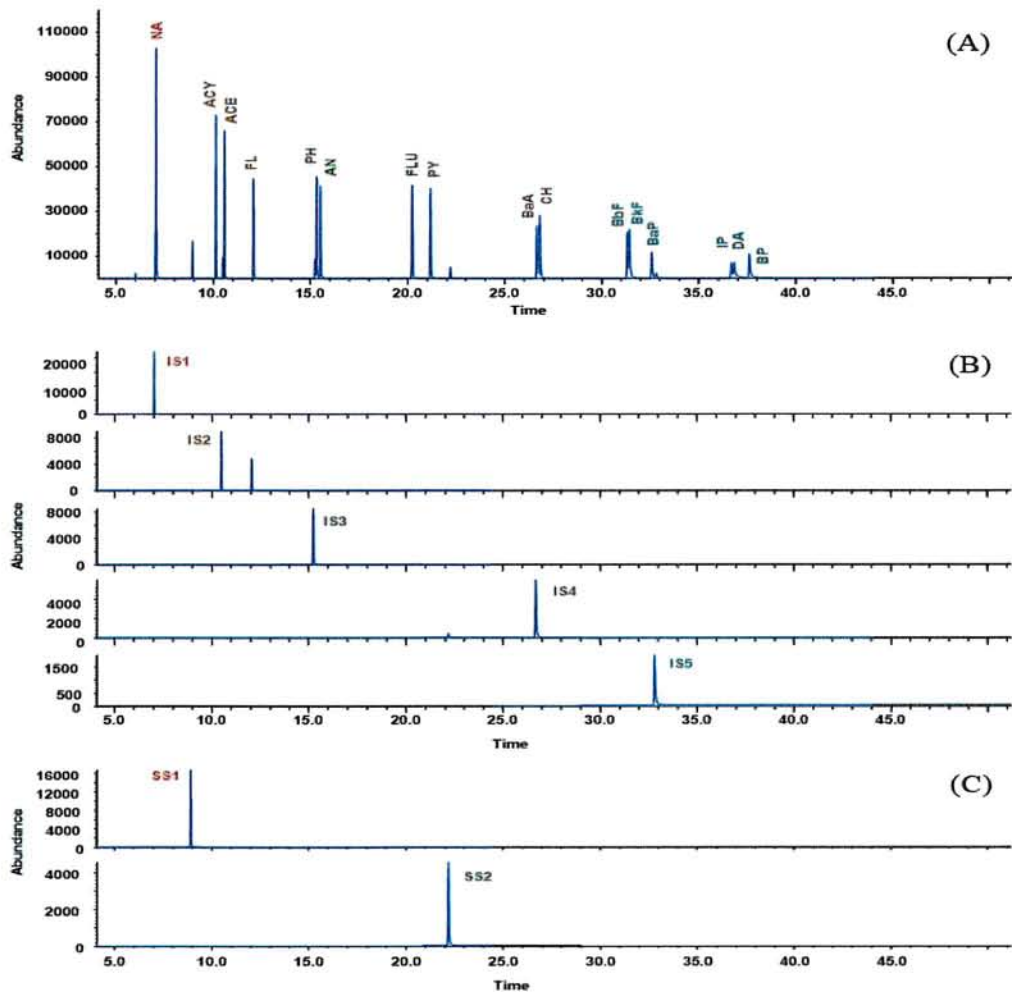 (A)
Abundance
110000
90000
70000
50000
30000
10000
NA
ACY
ACE
FL
PH
AN
FLU
PY
BaA
CH
BbF
BkF
BaP
IP
DA
BP
5.0 10.0 15.0 20.0 25.0 30.0 35.0 40.0 45.0
Time
(B)
Abundance
20000
10000
0
IS1
8000
4000
0
IS2
8000
4000
0
IS3
4000
2000
0
IS4
1500
500
0
IS5
5.0 10.0 15.0 20.0 25.0 30.0 35.0 40.0 45.0
Time
(C)
Abundance
16000
12000
8000
4000
0
SS1
4000
2000
0
SS2
5.0 10.0 15.0 20.0 25.0 30.0 35.0 40.0 45.0
Time